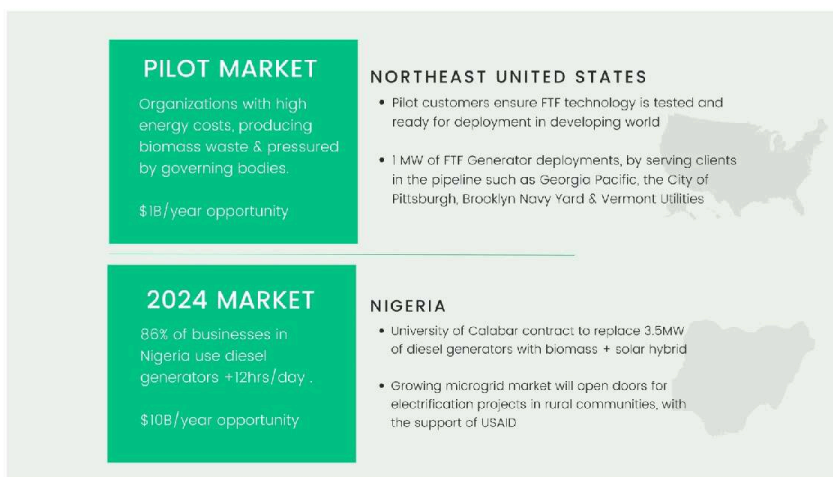 PILOT MARKET
Organizations with high
energy costs, producing
biomass waste & pressured
by governing bodies.
$1B/year opportunity
NORTHEAST UNITED STATES
• Pilot customers ensure FTF technology is tested and
ready for deployment in developing world
• 1 MW of FTF Generator deployments, by serving clients
in the pipeline such as Georgia Pacific, the City of
Pittsburgh, Brooklyn Navy Yard & Vermont Utilities
2024 MARKET
86% of businesses in
Nigeria use diesel
generators +12hrs/day .
$10B/year opportunity
NIGERIA
• University of Calabar contract to replace 3.5MW
of diesel generators with biomass + solar hybrid
• Growing microgrid market will open doors for
electrification projects in rural communities, with
the support of USAID